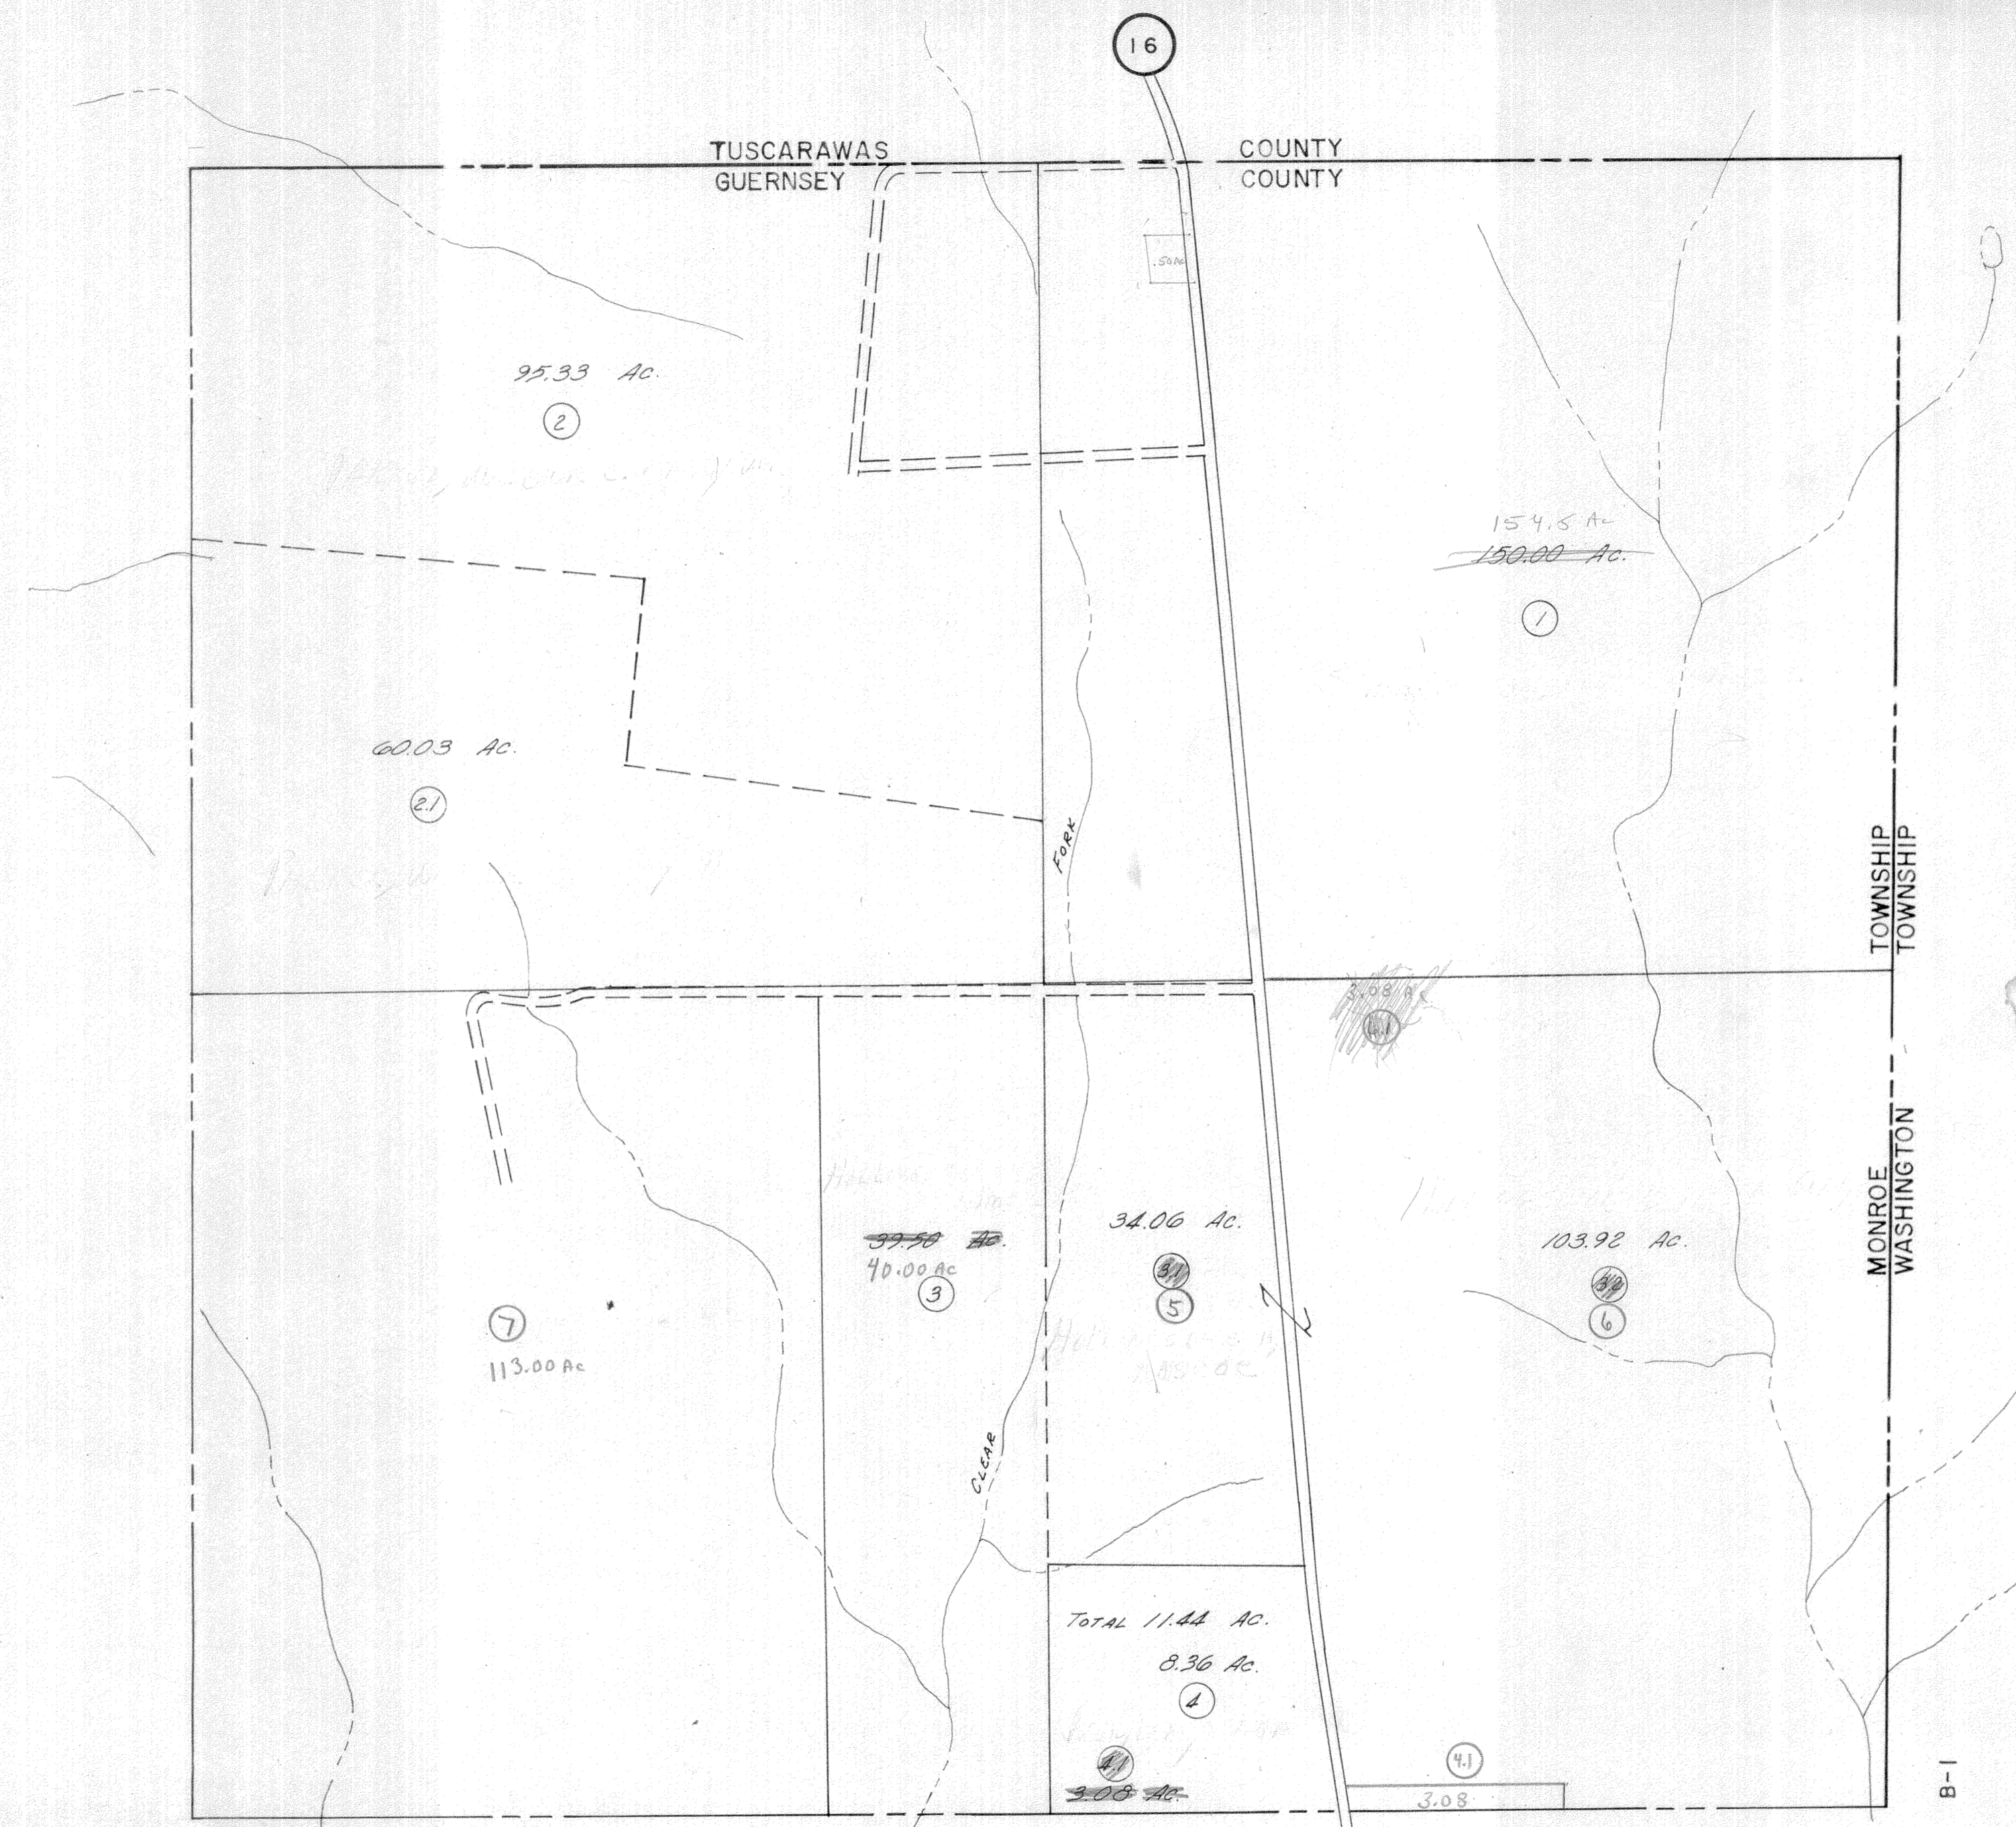 16
TUSCARAWAS COUNTY
GUERNSEY COUNTY
.50Ac
95.33 Ac.
2
154.5 Ac
150.00 Ac.
1
60.03 Ac.
2.1
FORK
TOWNSHIP
TOWNSHIP
3.08 Ac
4.1
MONROE
WASHINGTON
34.06 Ac.
3.1
5
39.50 Ac.
40.00 Ac
3
103.92 Ac.
3.2
6
7
113.00 Ac
CLEAR
TOTAL 11.44 Ac.
8.36 Ac.
4
4.1
3.08 Ac.
4.1
3.08
B-1